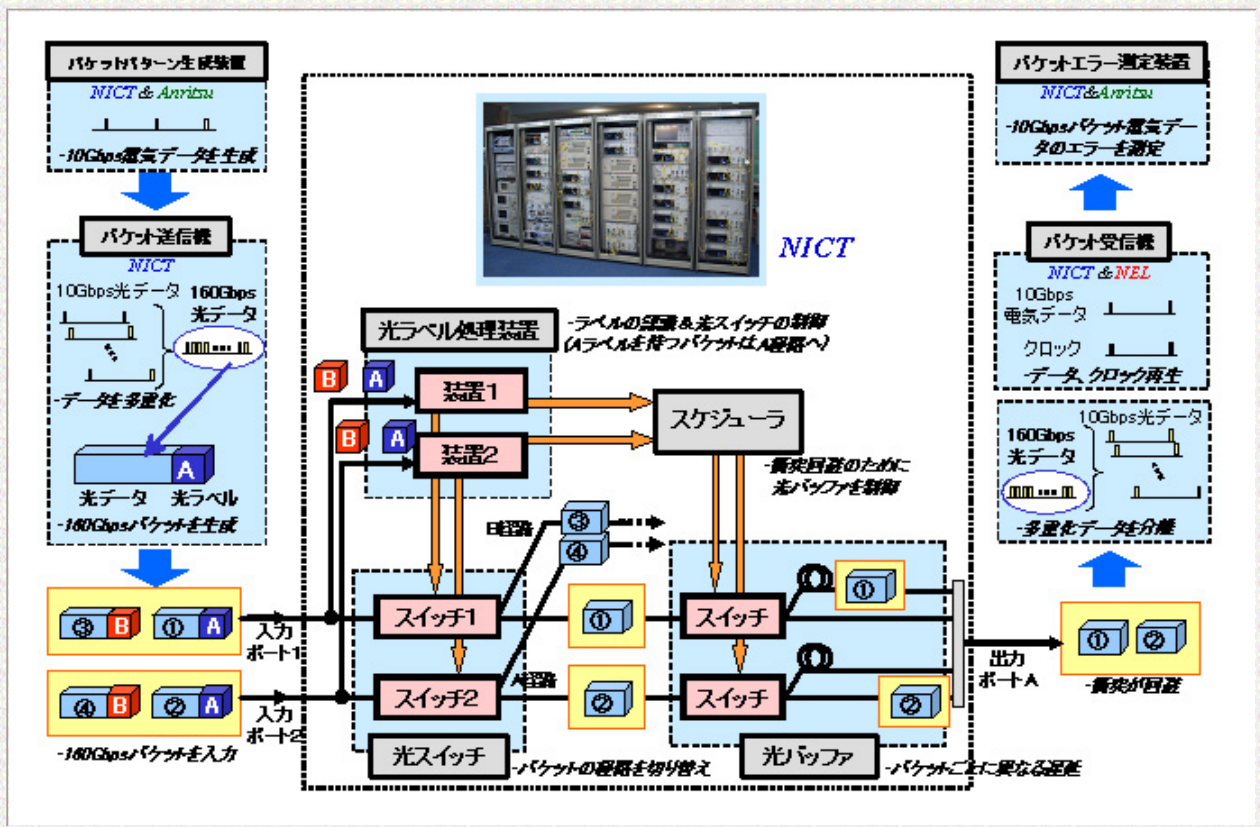 パケットパターン生成装置
NICT & Anritsu
-10Gbps電気データを生成
パケット送信機
NICT
10Gbps光データ
160Gbps
光データ
-データを多重化
A
光データ
光ラベル
-160Gbpsパケットを生成
③ B ① A
④ B ② A
-160Gbpsパケットを入力
入力
ポート1
入力
ポート2
NICT
光ラベル処理装置
-ラベルの認識&光スイッチの制御
(Aラベルを持つパケットはA経路へ)
B A
装置1
B A
装置2
スケジューラ
-衝突回避のために
光バッファを制御
B経路
③
④
スイッチ1
①
スイッチ
①
A経路
スイッチ2
②
スイッチ
②
光スイッチ
-パケットの経路を切り替え
光バッファ
-パケットごとに異なる遅延
出力
ポートA
① ②
-衝突が回避
160Gbps
光データ
10Gbps光データ
-多重化データを分離
パケット受信機
NICT & NEL
10Gbps
電気データ
クロック
-データ、クロック再生
パケットエラー測定装置
NICT&Anritsu
-10Gbpsパケット電気デー
タのエラーを測定